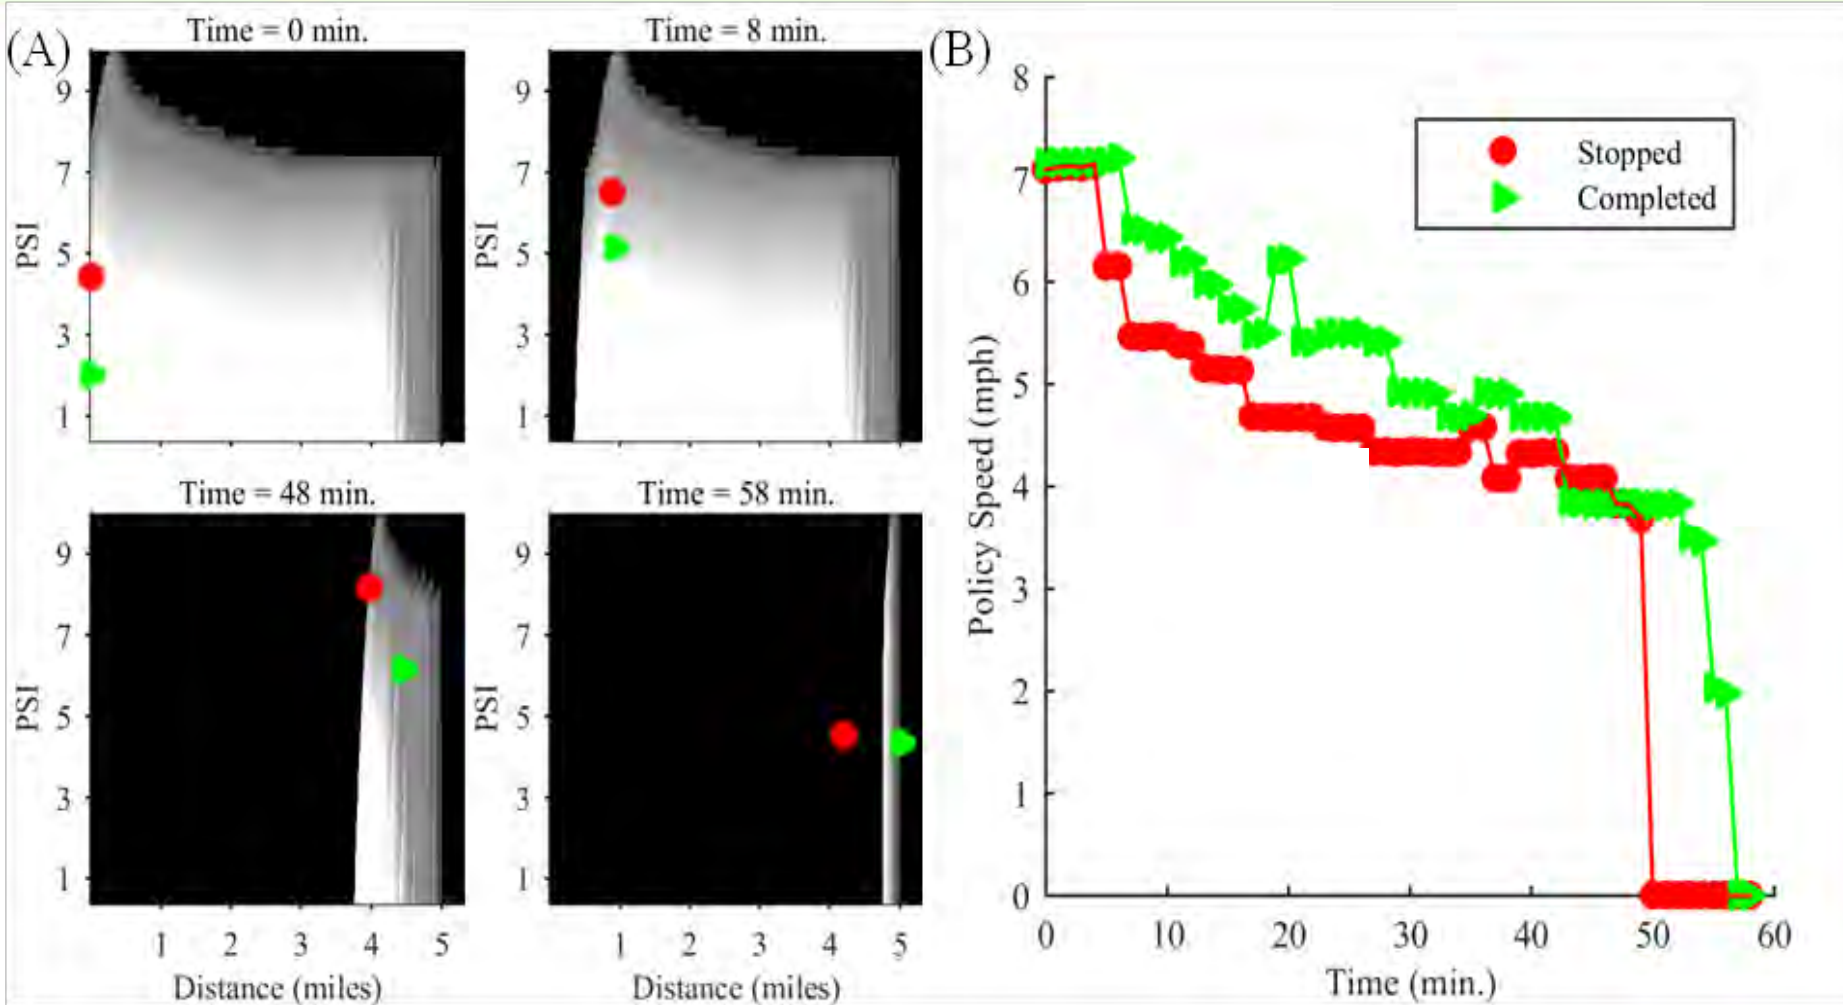 (A)
Time = 0 min.
PSI
9
7
5
3
1
Time = 8 min.
PSI
9
7
5
3
1
Time = 48 min.
PSI
9
7
5
3
1
1 2 3 4 5
Distance (miles)
Time = 58 min.
PSI
9
7
5
3
1
1 2 3 4 5
Distance (miles)
(B)
Policy Speed (mph)
8
7
6
5
4
3
2
1
0
0 10 20 30 40 50 60
Time (min.)
Stopped
Completed